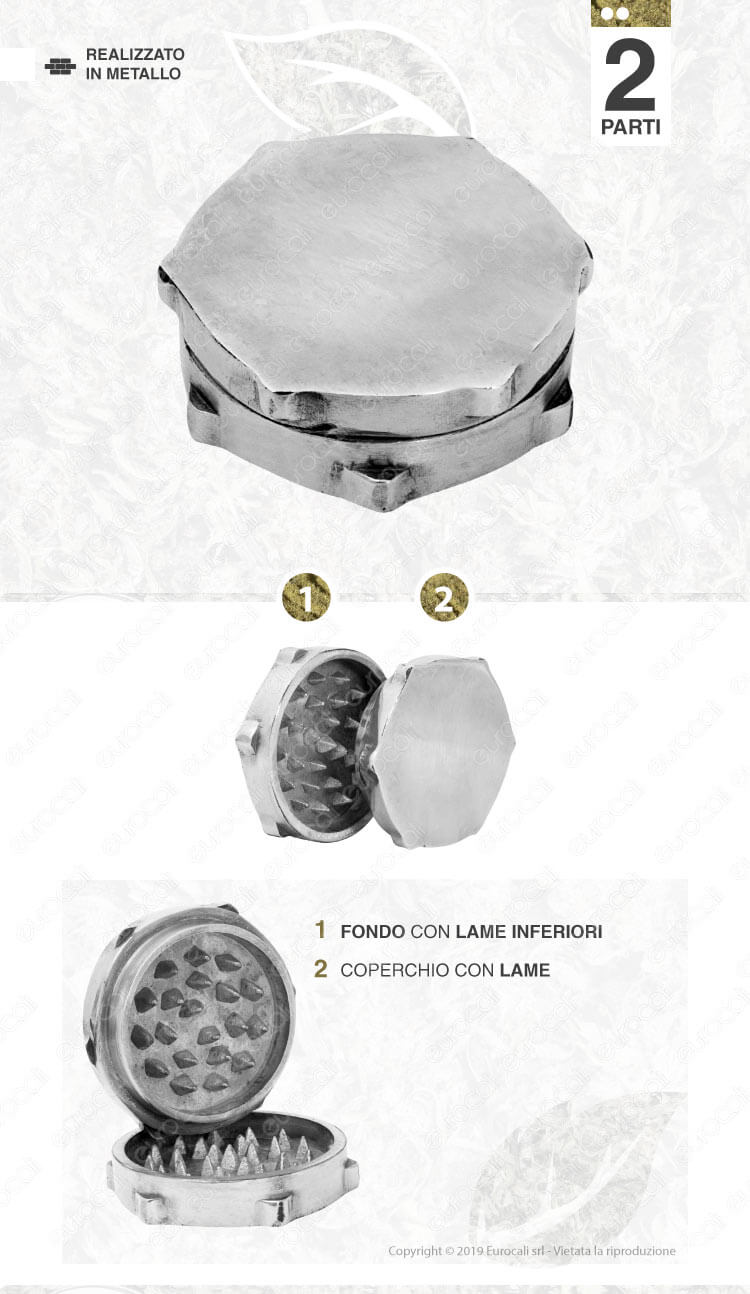 REALIZZATO
IN METALLO
2
PARTI
1
2
1 FONDO CON LAME INFERIORI
2 COPERCHIO CON LAME
Copyright © 2019 Eurocali srl - Vietata la riproduzione
eurocali